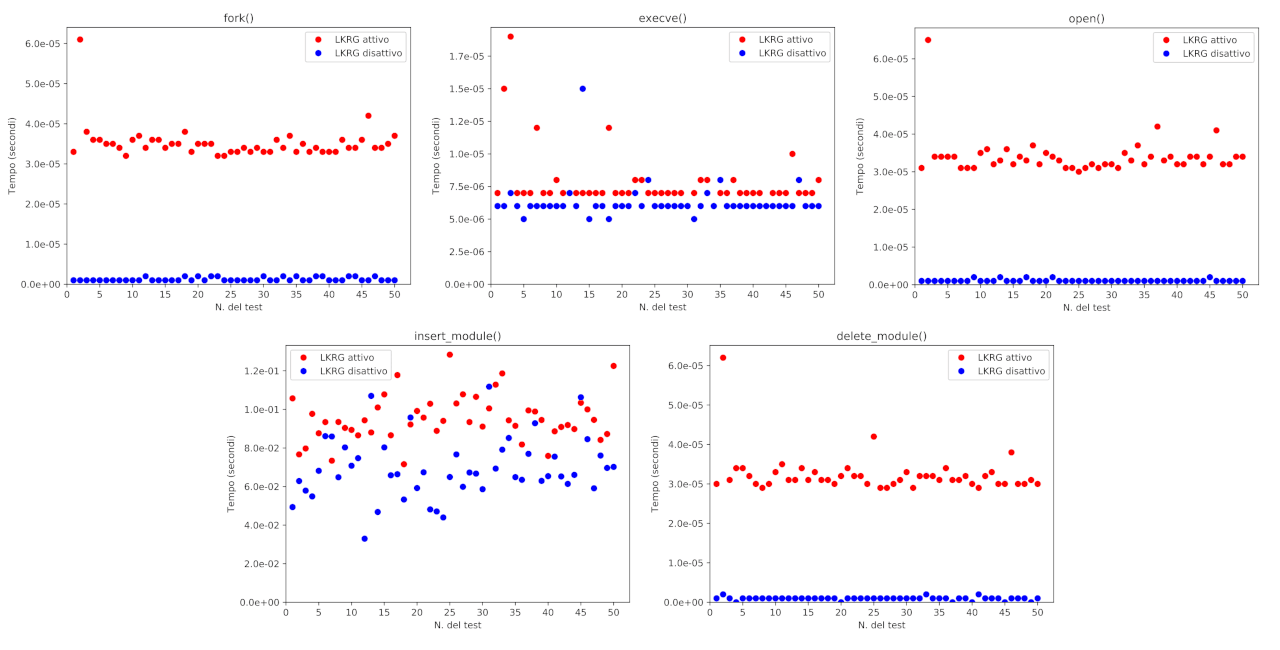 fork()
LKRG attivo
LKRG disattivo
Tempo (secondi)
6.0e-05
5.0e-05
4.0e-05
3.0e-05
2.0e-05
1.0e-05
0.0e+00
0 5 10 15 20 25 30 35 40 45 50
N. del test
execve()
LKRG attivo
LKRG disattivo
Tempo (secondi)
1.7e-05
1.5e-05
1.2e-05
1.0e-05
7.5e-06
5.0e-06
2.5e-06
0.0e+00
0 5 10 15 20 25 30 35 40 45 50
N. del test
open()
LKRG attivo
LKRG disattivo
Tempo (secondi)
6.0e-05
5.0e-05
4.0e-05
3.0e-05
2.0e-05
1.0e-05
0.0e+00
0 5 10 15 20 25 30 35 40 45 50
N. del test
insert_module()
LKRG attivo
LKRG disattivo
Tempo (secondi)
1.2e-01
1.0e-01
8.0e-02
6.0e-02
4.0e-02
2.0e-02
0.0e+00
0 5 10 15 20 25 30 35 40 45 50
N. del test
delete_module()
LKRG attivo
LKRG disattivo
Tempo (secondi)
6.0e-05
5.0e-05
4.0e-05
3.0e-05
2.0e-05
1.0e-05
0.0e+00
0 5 10 15 20 25 30 35 40 45 50
N. del test